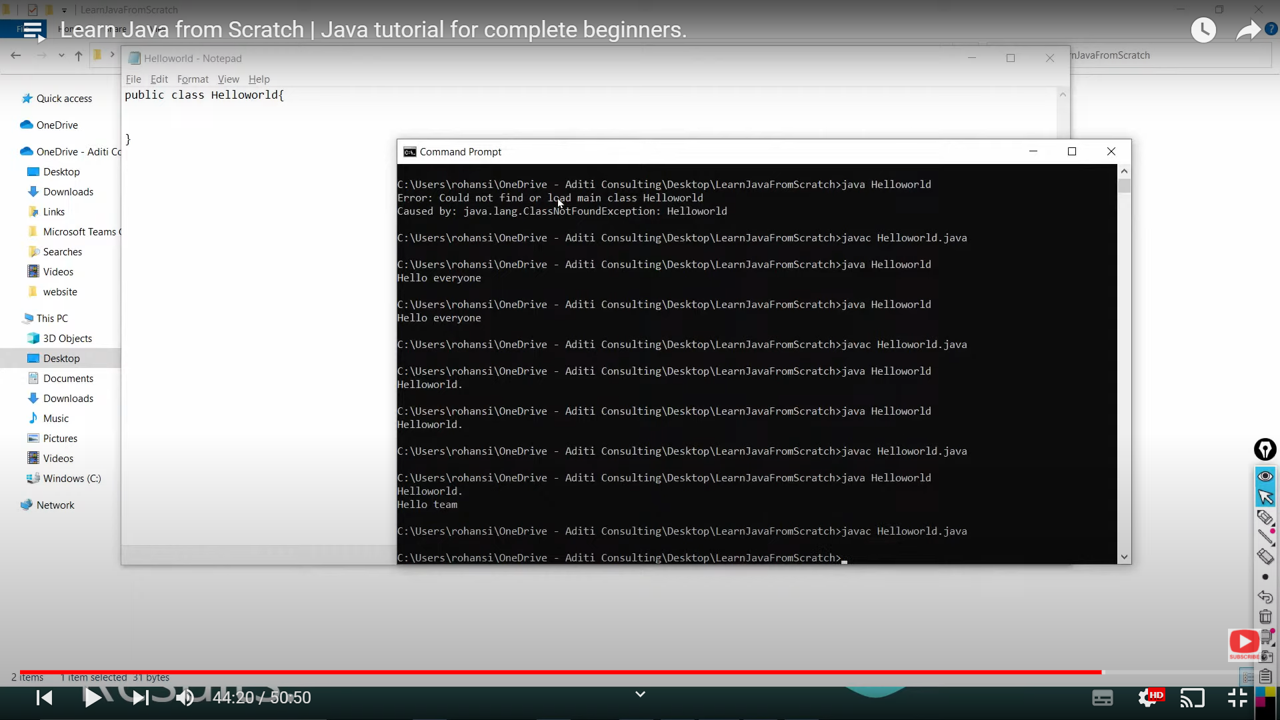 LearnJavaFromScratch
Learn Java from Scratch | Java tutorial for complete beginners.
Helloworld - Notepad
File Edit Format View Help
public class Helloworld{
}
Quick access
OneDrive
OneDrive - Aditi Co
Desktop
Downloads
Links
Microsoft Teams C
Searches
Videos
website
This PC
3D Objects
Desktop
Documents
Downloads
Music
Pictures
Videos
Windows (C:)
Network
Command Prompt
C:\Users\rohansi\OneDrive - Aditi Consulting\Desktop\LearnJavaFromScratch>java Helloworld
Error: Could not find or load main class Helloworld
Caused by: java.lang.ClassNotFoundException: Helloworld
C:\Users\rohansi\OneDrive - Aditi Consulting\Desktop\LearnJavaFromScratch>javac Helloworld.java
C:\Users\rohansi\OneDrive - Aditi Consulting\Desktop\LearnJavaFromScratch>java Helloworld
Hello everyone
C:\Users\rohansi\OneDrive - Aditi Consulting\Desktop\LearnJavaFromScratch>java Helloworld
Hello everyone
C:\Users\rohansi\OneDrive - Aditi Consulting\Desktop\LearnJavaFromScratch>javac Helloworld.java
C:\Users\rohansi\OneDrive - Aditi Consulting\Desktop\LearnJavaFromScratch>java Helloworld
Helloworld.
C:\Users\rohansi\OneDrive - Aditi Consulting\Desktop\LearnJavaFromScratch>java Helloworld
Helloworld.
C:\Users\rohansi\OneDrive - Aditi Consulting\Desktop\LearnJavaFromScratch>javac Helloworld.java
C:\Users\rohansi\OneDrive - Aditi Consulting\Desktop\LearnJavaFromScratch>java Helloworld
Helloworld.
Hello team
C:\Users\rohansi\OneDrive - Aditi Consulting\Desktop\LearnJavaFromScratch>javac Helloworld.java
C:\Users\rohansi\OneDrive - Aditi Consulting\Desktop\LearnJavaFromScratch>
rnJavaFromScratch
SUBSCRIBE
2 items 1 item selected 31 bytes
44:20 / 50:50
HD